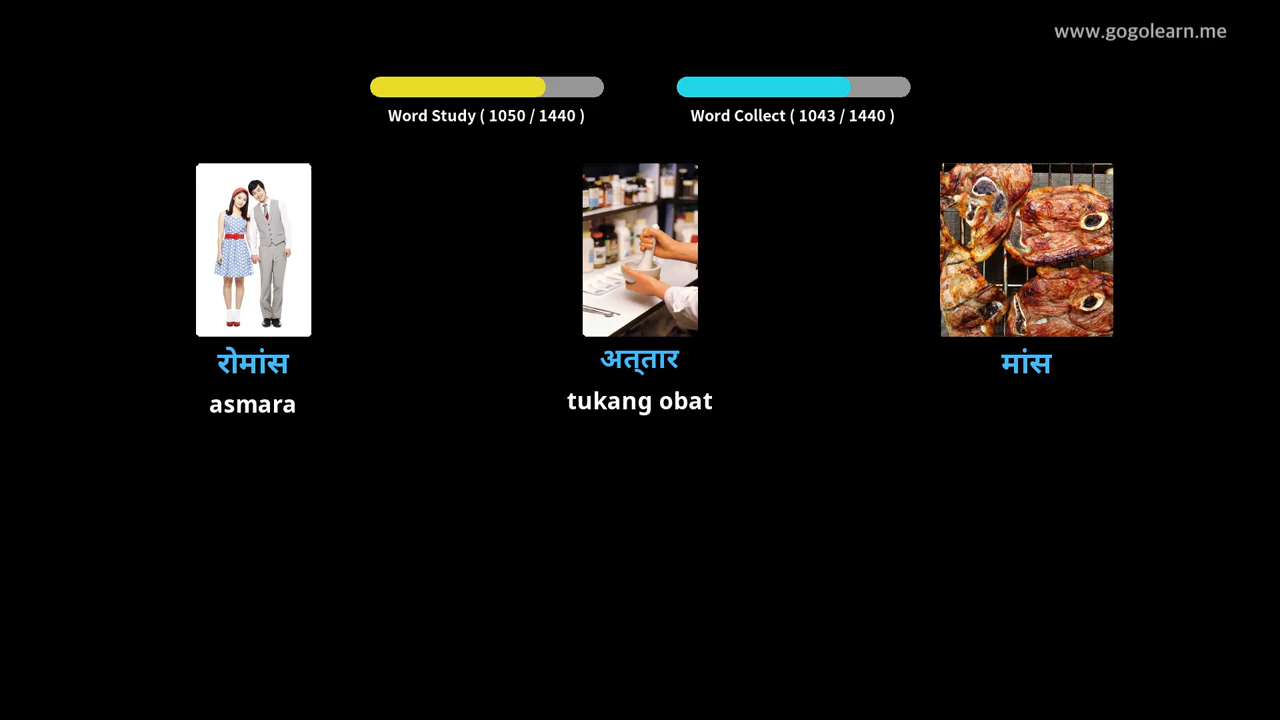 www.gogolearn.me
Word Study ( 1050 / 1440 )
Word Collect ( 1043 / 1440 )
रोमांस
अत्‌तार
मांस
asmara
tukang obat